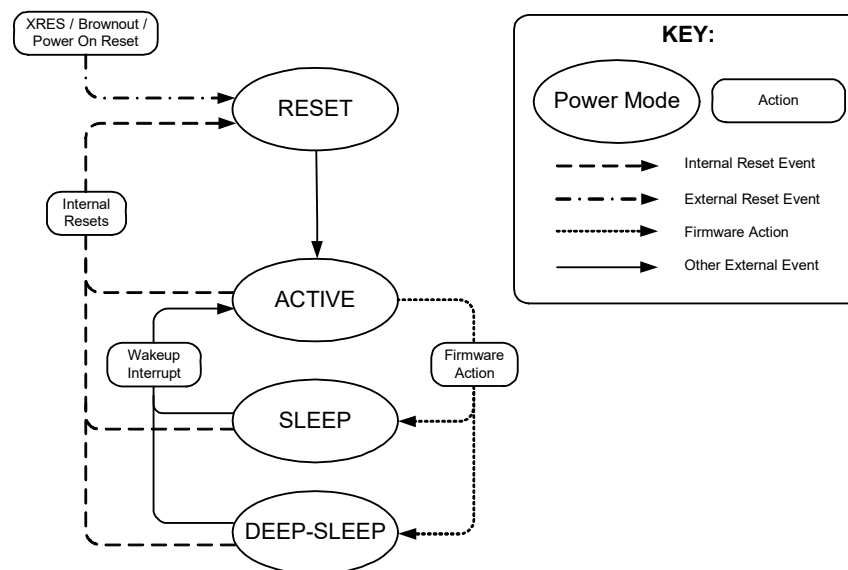 XRES / Brownout /
Power On Reset
RESET
Internal
Resets
ACTIVE
Wakeup
Interrupt
Firmware
Action
SLEEP
DEEP-SLEEP
KEY:
Power Mode
Action
Internal Reset Event
External Reset Event
Firmware Action
Other External Event